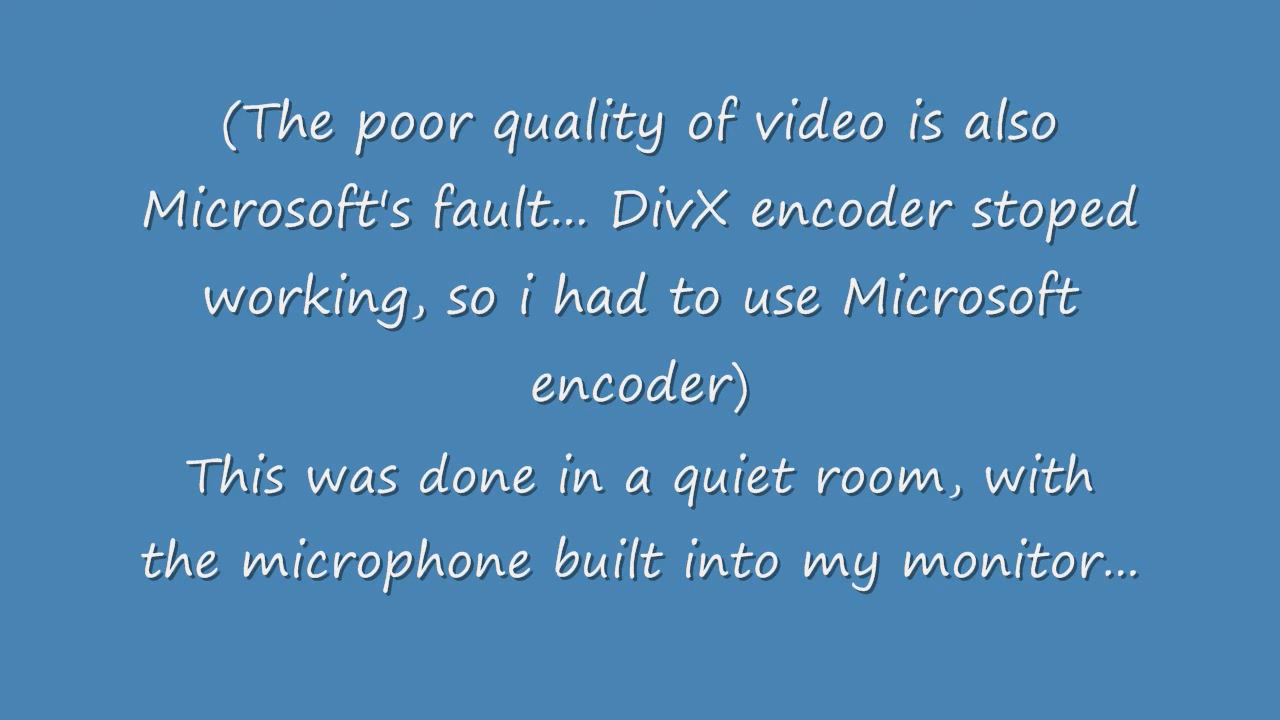 (The poor quality of video is also
Microsoft's fault... DivX encoder stoped
working, so i had to use Microsoft
encoder)
This was done in a quiet room, with
the microphone built into my monitor...